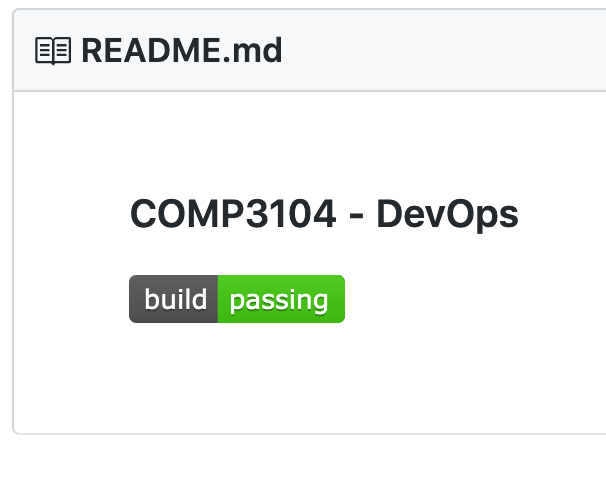 README.md
COMP3104 - DevOps
build passing